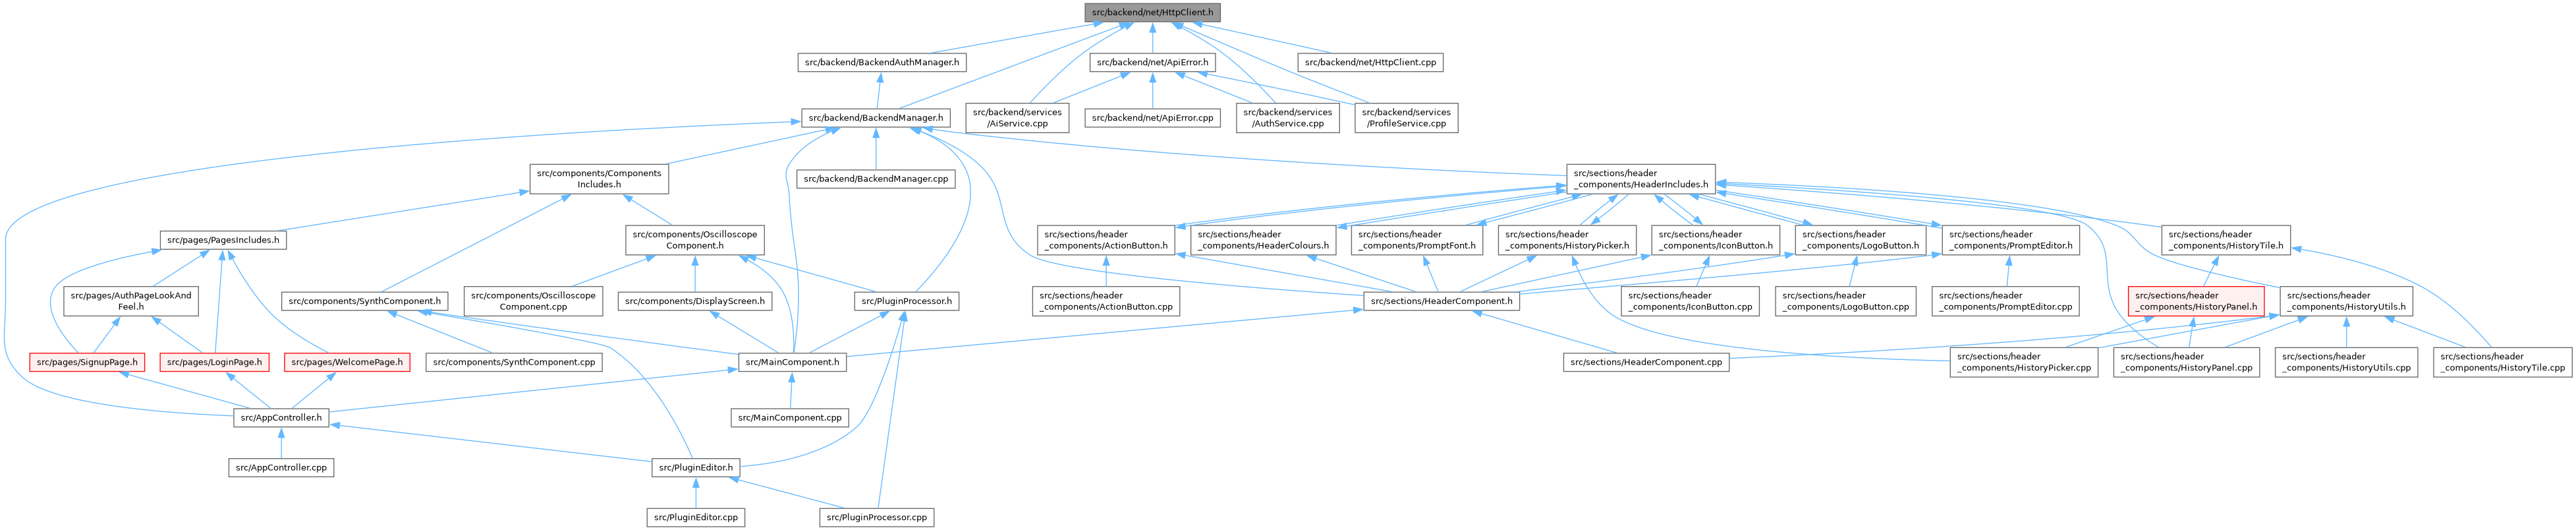 src/backend/net/HttpClient.h
src/backend/BackendAuthManager.h
src/backend/net/ApiError.h
src/backend/net/HttpClient.cpp
src/backend/BackendManager.h
src/backend/services
/AiService.cpp
src/backend/net/ApiError.cpp
src/backend/services
/AuthService.cpp
src/backend/services
/ProfileService.cpp
src/components/Components
Includes.h
src/backend/BackendManager.cpp
src/sections/header
_components/HeaderIncludes.h
src/pages/PagesIncludes.h
src/components/Oscilloscope
Component.h
src/sections/header
_components/ActionButton.h
src/sections/header
_components/HeaderColours.h
src/sections/header
_components/PromptFont.h
src/sections/header
_components/HistoryPicker.h
src/sections/header
_components/IconButton.h
src/sections/header
_components/LogoButton.h
src/sections/header
_components/PromptEditor.h
src/sections/header
_components/HistoryTile.h
src/pages/AuthPageLookAnd
Feel.h
src/components/SynthComponent.h
src/components/Oscilloscope
Component.cpp
src/components/DisplayScreen.h
src/PluginProcessor.h
src/sections/header
_components/ActionButton.cpp
src/sections/HeaderComponent.h
src/sections/header
_components/IconButton.cpp
src/sections/header
_components/LogoButton.cpp
src/sections/header
_components/PromptEditor.cpp
src/sections/header
_components/HistoryPanel.h
src/sections/header
_components/HistoryUtils.h
src/pages/SignupPage.h
src/pages/LoginPage.h
src/pages/WelcomePage.h
src/components/SynthComponent.cpp
src/MainComponent.h
src/sections/HeaderComponent.cpp
src/sections/header
_components/HistoryPicker.cpp
src/sections/header
_components/HistoryPanel.cpp
src/sections/header
_components/HistoryUtils.cpp
src/sections/header
_components/HistoryTile.cpp
src/AppController.h
src/MainComponent.cpp
src/AppController.cpp
src/PluginEditor.h
src/PluginEditor.cpp
src/PluginProcessor.cpp